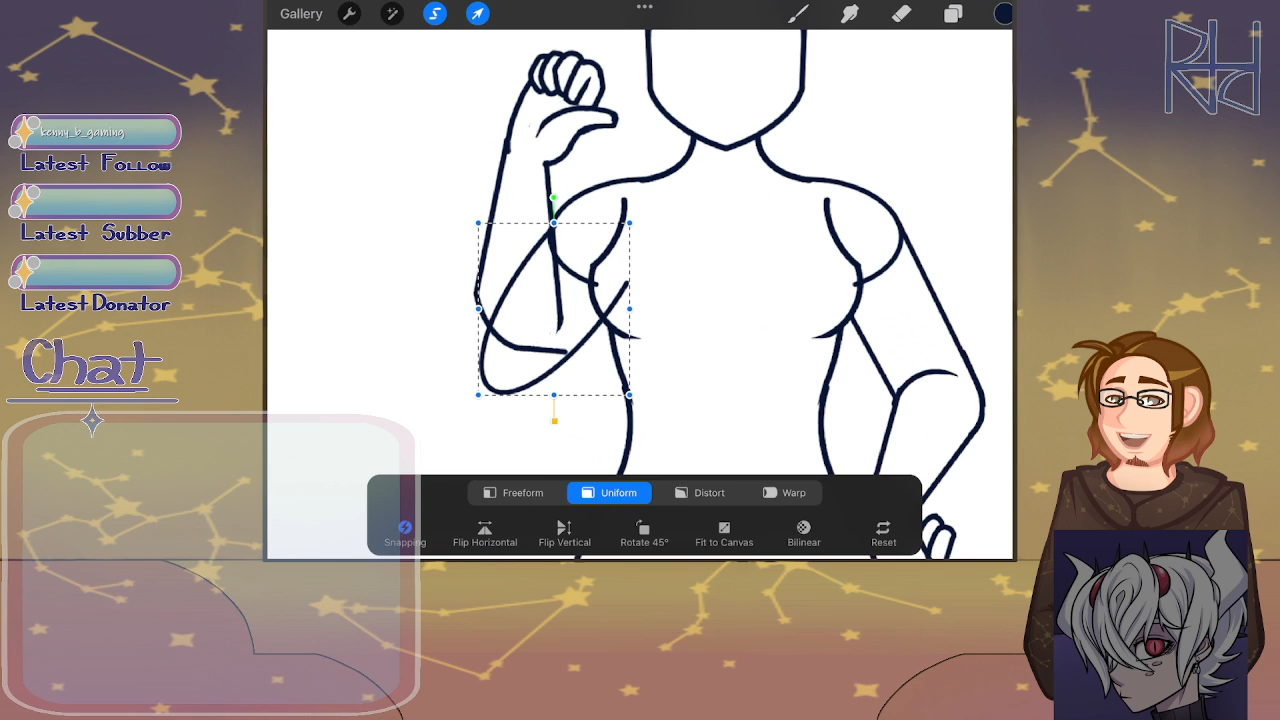 Gallery
kenny_b_gaming
Latest Follow
Latest Subber
Latest Donator
Chat
Freeform
Uniform
Distort
Warp
Snapping
Flip Horizontal
Flip Vertical
Rotate 45°
Fit to Canvas
Bilinear
Reset